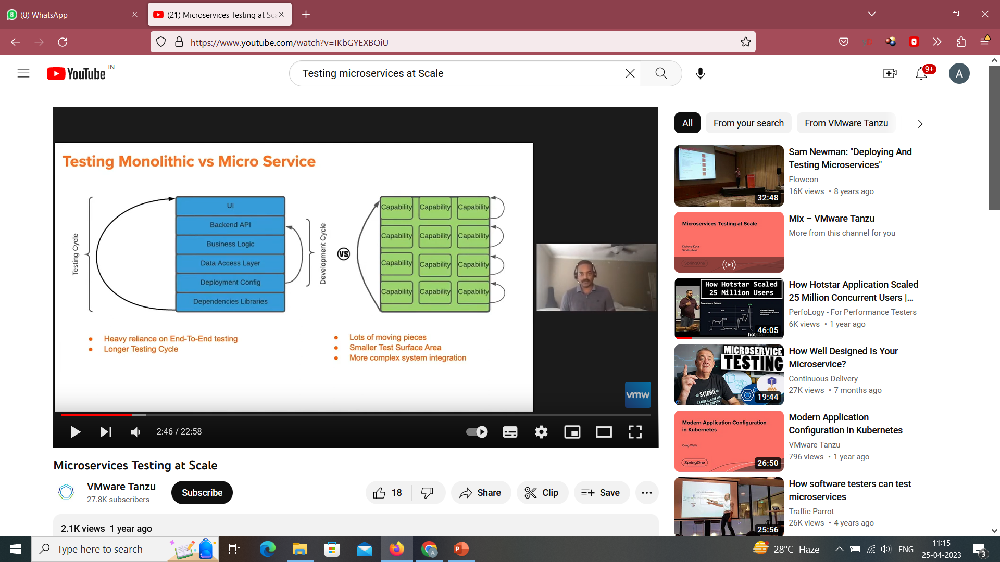 (8) WhatsApp
(21) Microservices Testing at Sca
https://www.youtube.com/watch?v=IKbGYEXBQiU
YouTube IN
Testing microservices at Scale
9+
A
Testing Monolithic vs Micro Service
Testing Cycle
UI
Backend API
Business Logic
Data Access Layer
Deployment Config
Dependencies Libraries
Development Cycle
VS
Capability Capability Capability
Capability Capability Capability
Capability Capability Capability
Capability Capability Capability
• Heavy reliance on End-To-End testing
• Longer Testing Cycle
• Lots of moving pieces
• Smaller Test Surface Area
• More complex system integration
vmw
2:46 / 22:58
Microservices Testing at Scale
VMware Tanzu
27.8K subscribers
Subscribe
18
Share
Clip
Save
2.1K views 1 year ago
All
From your search
From VMware Tanzu
32:48
Sam Newman: "Deploying And
Testing Microservices"
Flowcon
16K views • 8 years ago
Microservices Testing at Scale
Kishore Kota
Sindhu Nair
SpringOne
Mix – VMware Tanzu
More from this channel for you
How Hotstar Scaled
25 Million Users
46:05
How Hotstar Application Scaled
25 Million Concurrent Users |...
PerfoLogy - For Performance Testers
6K views • 1 year ago
MICROSERVICE
TESTING
SCIENCE
19:44
How Well Designed Is Your
Microservice?
Continuous Delivery
27K views • 7 months ago
Modern Application Configuration
in Kubernetes
Craig Walls
SpringOne
26:50
Modern Application
Configuration in Kubernetes
VMware Tanzu
796 views • 1 year ago
25:56
How software testers can test
microservices
Traffic Parrot
26K views • 4 years ago
Type here to search
28°C Haze
ENG
11:15
25-04-2023
3